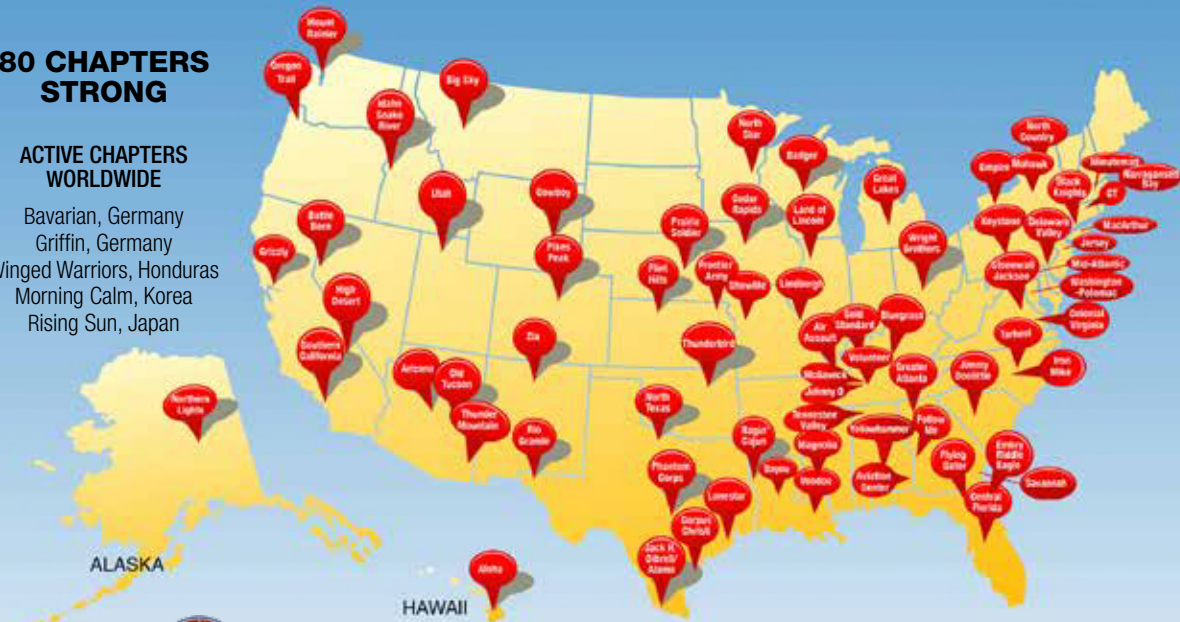 80 CHAPTERS
STRONG
ACTIVE CHAPTERS
WORLDWIDE
Bavarian, Germany
Griffin, Germany
Winged Warriors, Honduras
Morning Calm, Korea
Rising Sun, Japan
Mount
Rainier
Oregon
Trail
Idaho
Snake
River
Big Sky
Utah
Battle
Born
Grizzly
High
Desert
Southern
California
Cowboy
Pikes
Peak
Zia
Arizona
Old
Tucson
Thunder
Mountain
Rio
Grande
North
Star
Badger
Great
Lakes
Cedar
Rapids
Land of
Lincoln
Prairie
Soldier
Flint
Hills
Frontier
Army
ShowMe
Lindbergh
Wright
Brothers
Thunderbird
North
Texas
Phantom
Corps
Corpus
Christi
Jack H.
Dibrell/
Alamo
Lonestar
Ragin'
Cajun
Bayou
Voodoo
Magnolia
Tennessee
Valley
Air
Assault
Gold
Standard
Bluegrass
Volunteer
McGavock
Johnny O
Greater
Atlanta
Jimmy
Doolittle
Yellowhammer
Follow
Me
Aviation
Center
Flying
Gator
Embry
Riddle
Eagle
Savannah
Central
Florida
North
Country
Empire
Mohawk
Minuteman
Narragansett
Bay
Black
Knights
CT
Keystone
Delaware
Valley
MacArthur
Jersey
Mid-Atlantic
Stonewall
Jackson
Washington
-Potomac
Colonial
Virginia
Tarheel
Iron
Mike
Northern
Lights
ALASKA
Aloha
HAWAII